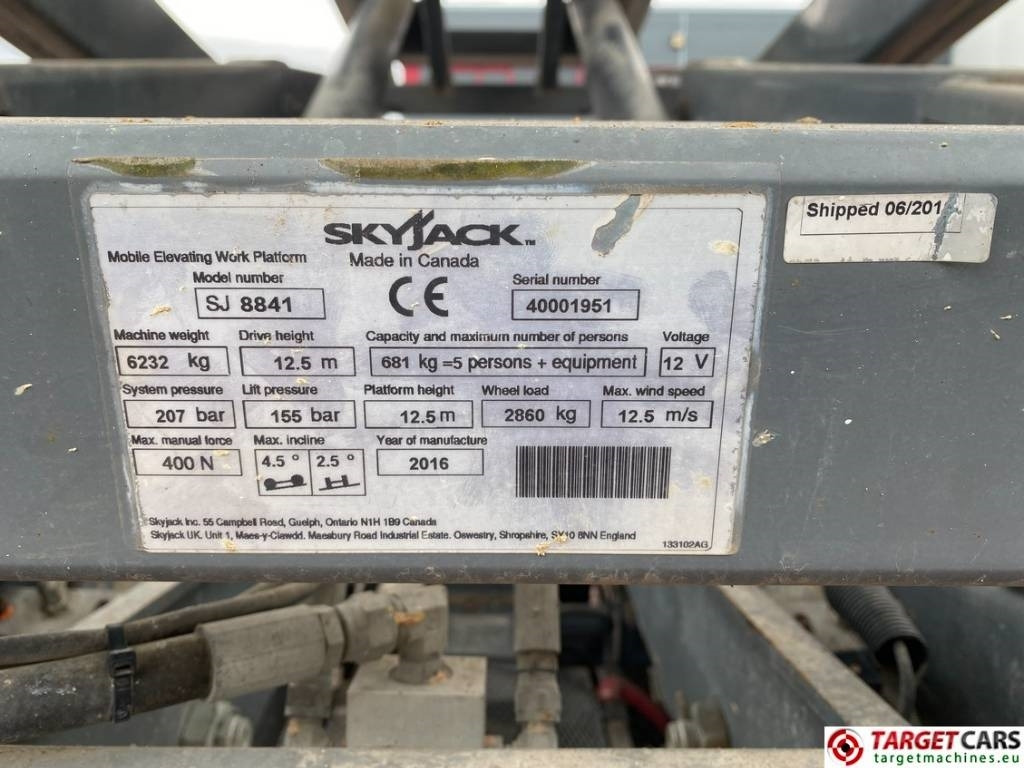 SKYJACK™
Made in Canada
Mobile Elevating Work Platform
Model number
SJ 8841
CE
Serial number
40001951
Machine weight
6232 kg
Drive height
12.5 m
Capacity and maximum number of persons
681 kg =5 persons + equipment
Voltage
12 V
System pressure
207 bar
Lift pressure
155 bar
Platform height
12.5 m
Wheel load
2860 kg
Max. wind speed
12.5 m/s
Max. manual force
400 N
Max. incline
4.5 ° 2.5 °
Year of manufacture
2016
Skyjack Inc. 55 Campbell Road, Guelph, Ontario N1H 1B9 Canada
Skyjack UK. Unit 1, Maes-y-Clawdd. Maesbury Road Industrial Estate. Oswestry, Shropshire, SY10 8NN England
133102AG
Shipped 06/201
TARGETCARS
targetmachines.eu